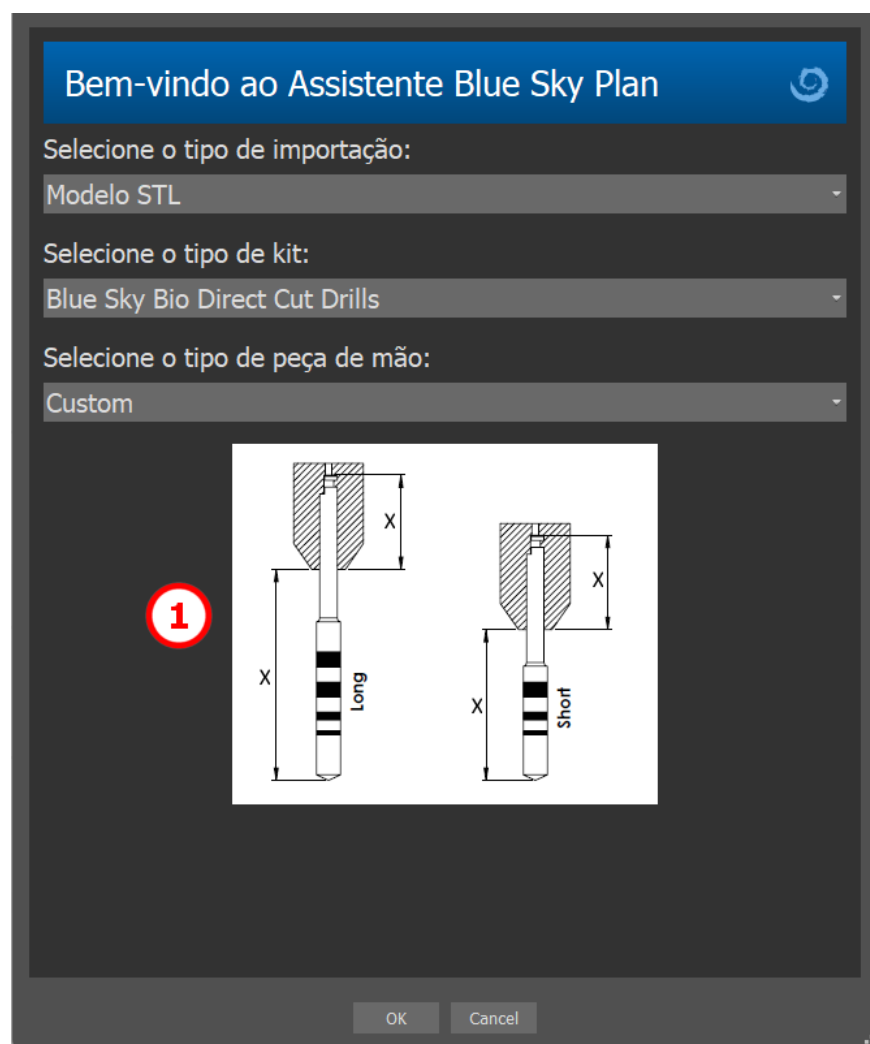 Bem-vindo ao Assistente Blue Sky Plan
Selecione o tipo de importação:
Modelo STL
Selecione o tipo de kit:
Blue Sky Bio Direct Cut Drills
Selecione o tipo de peça de mão:
Custom
X
X
1
X
Long
X
Short
OK
Cancel